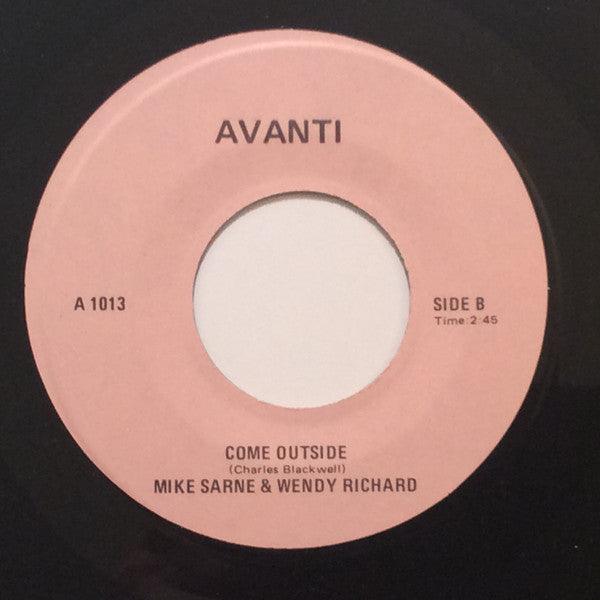 AVANTI
A 1013
SIDE B
Time:2:45
COME OUTSIDE
(Charles Blackwell)
MIKE SARNE & WENDY RICHARD